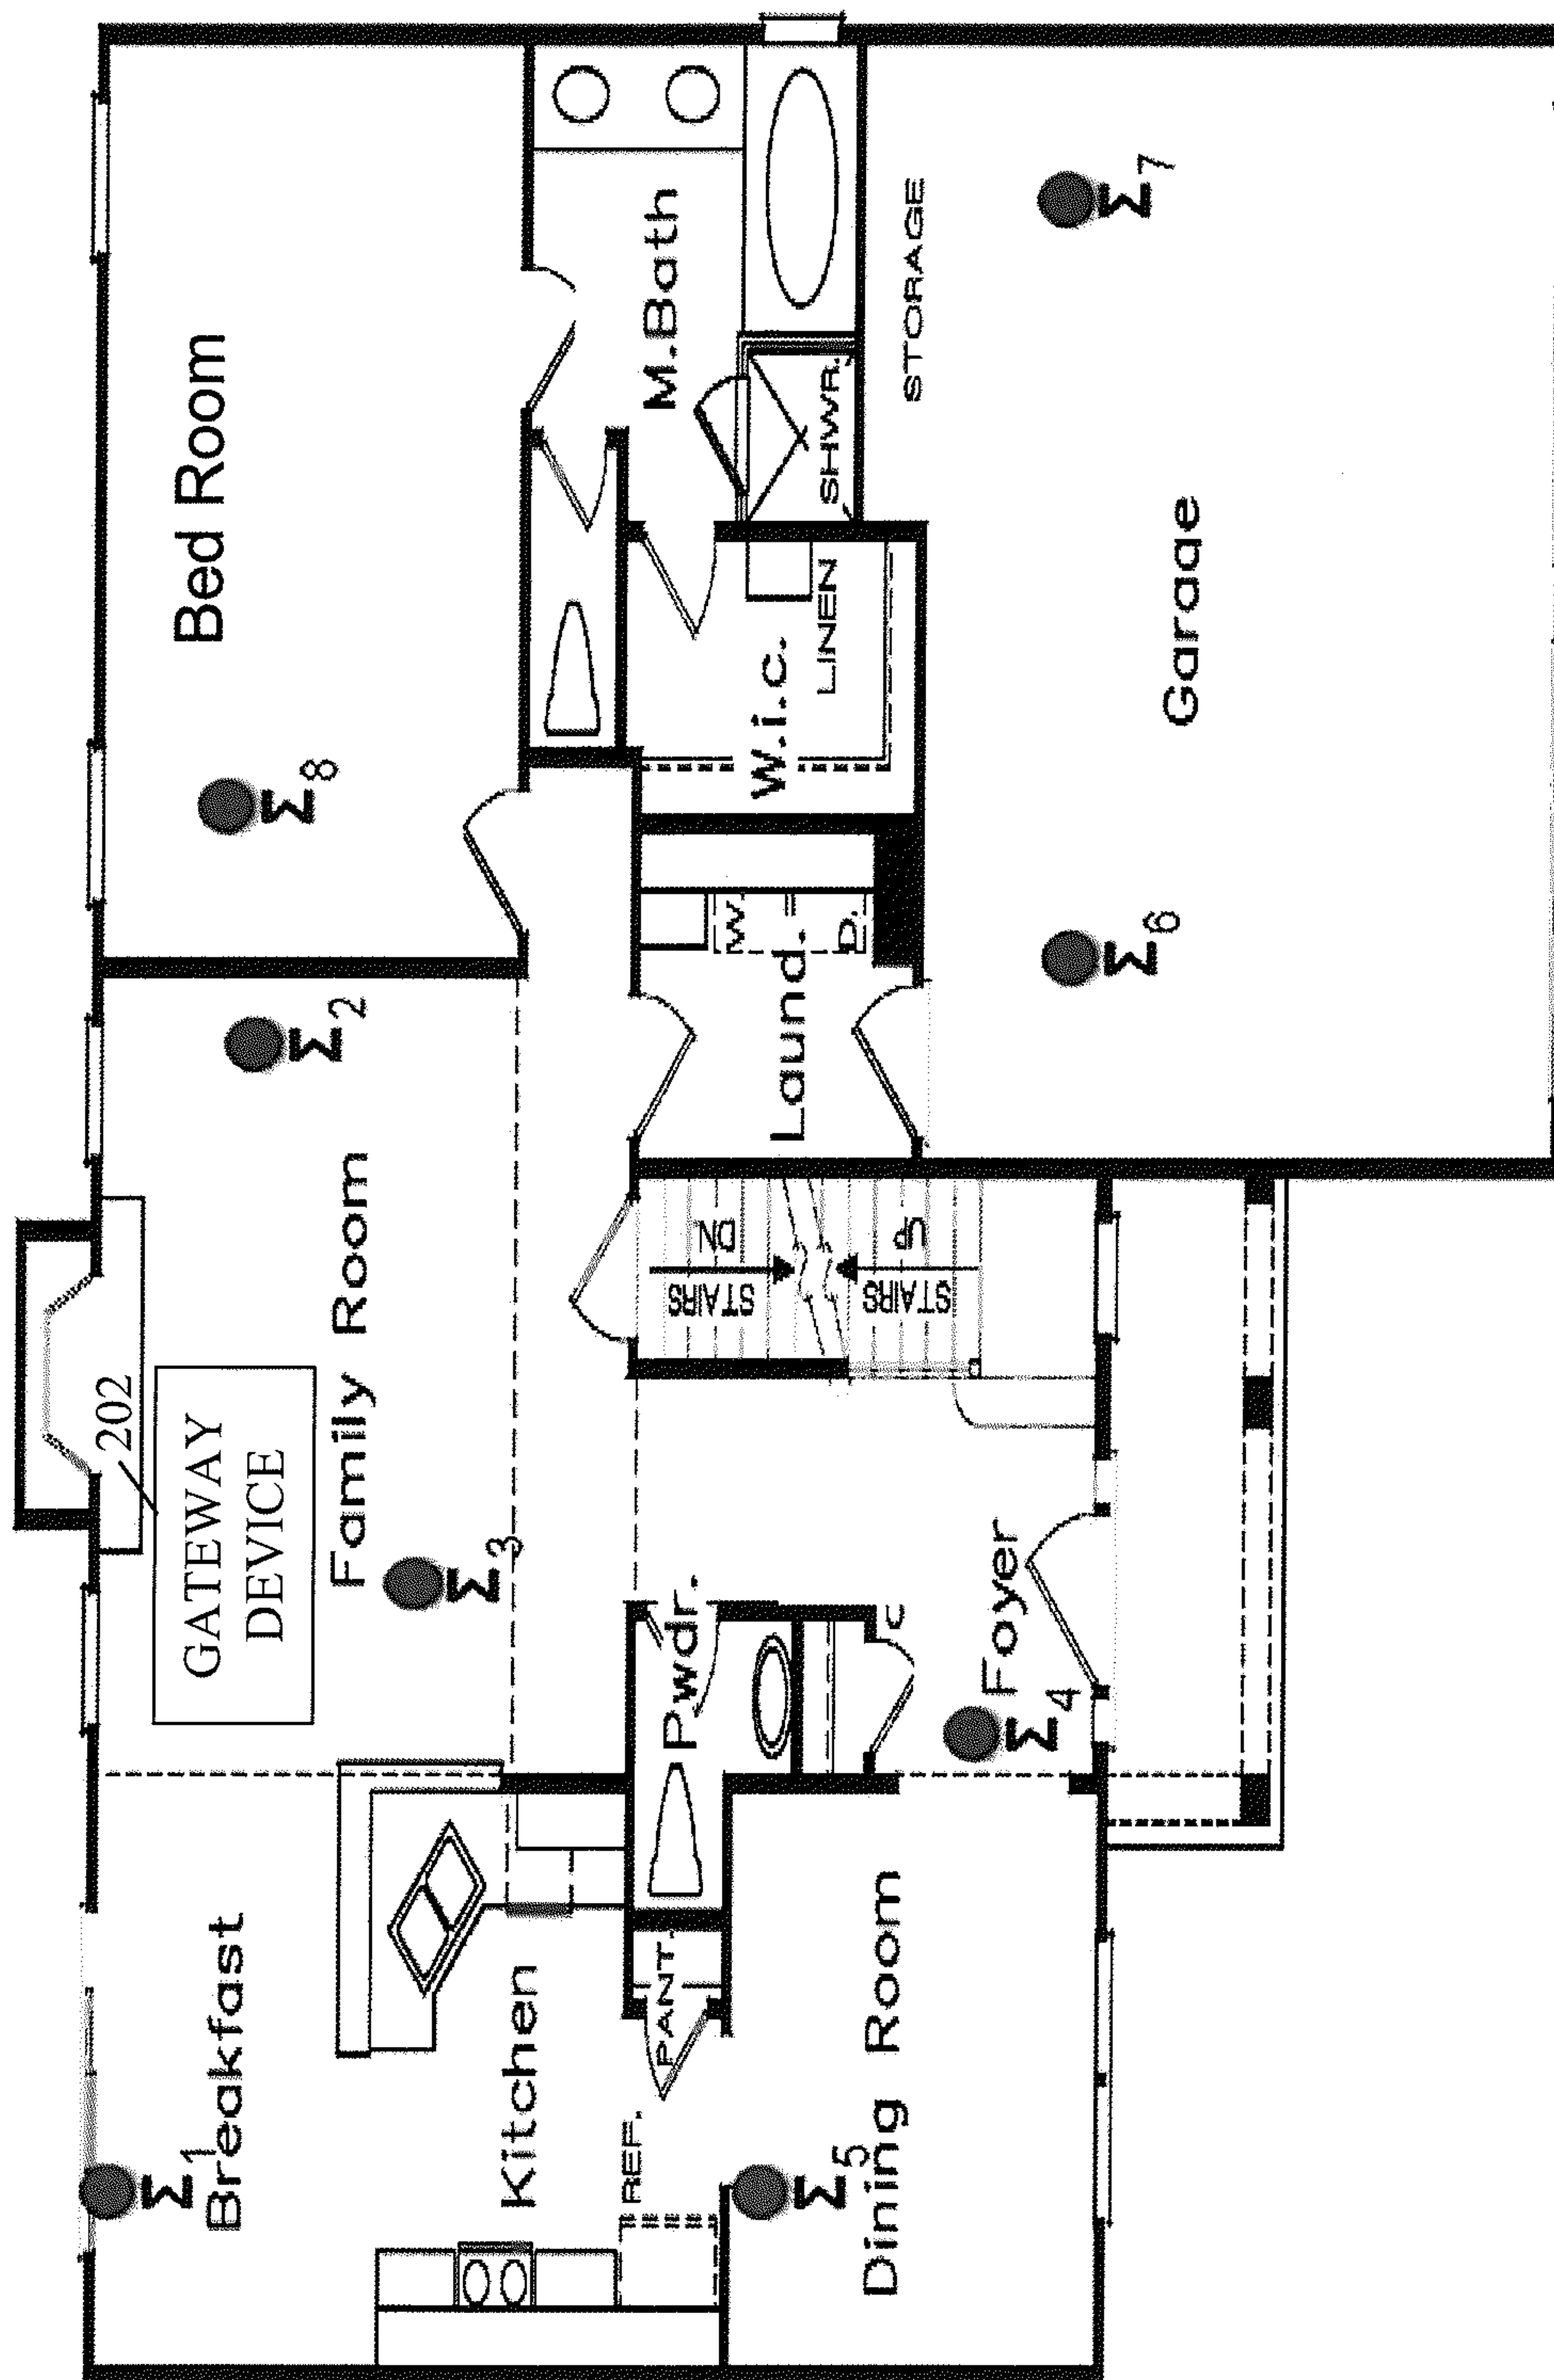 Breakfast
Σ1
GATEWAY
DEVICE
202
Family Room
Σ3
Σ2
Bed Room
Σ8
Kitchen
REF.
PANT.
Pwdr.
STAIRS
DN
STAIRS
UP
Laund.
W.
D.
W.i.c.
LINEN
M.Bath
SHWR.
STORAGE
Σ5
Dining Room
C
Foyer
Σ4
Σ6
Garage
Σ7